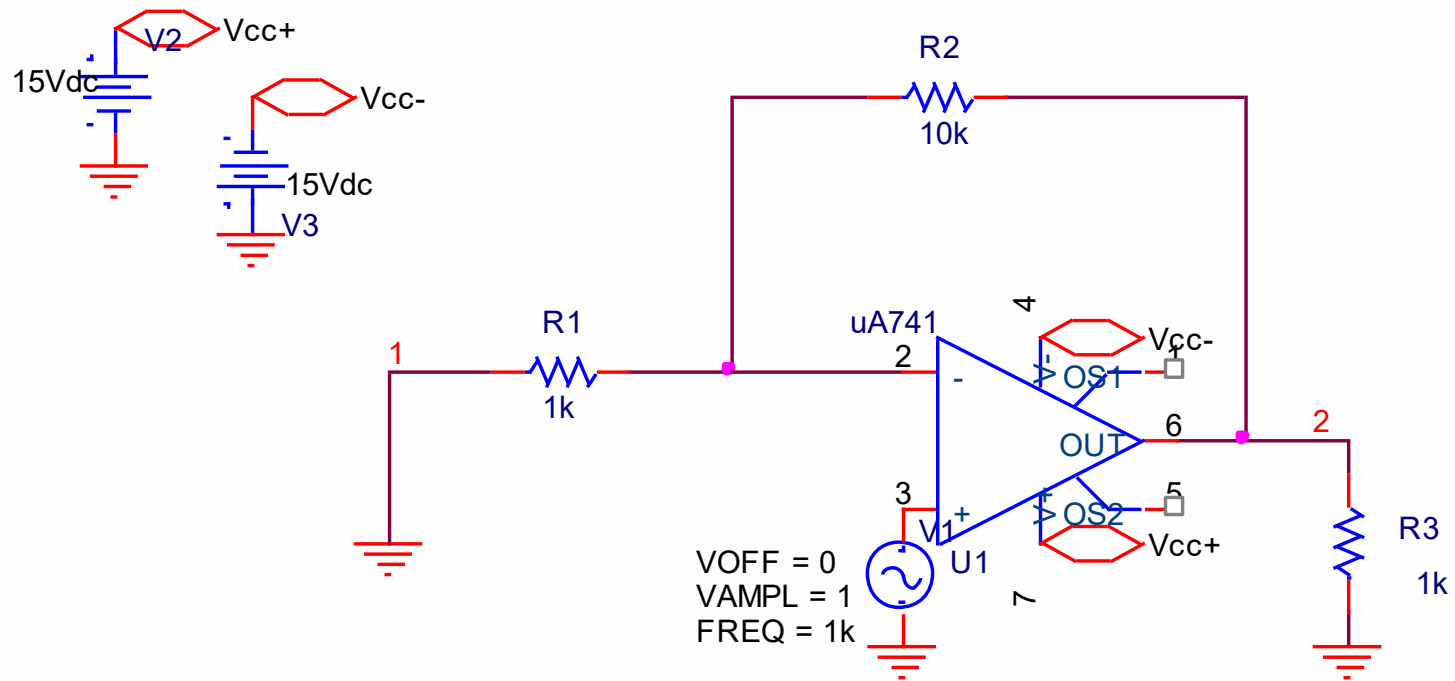 V2
Vcc+
15Vdc
-
Vcc-
-
15Vdc
V3
R2
10k
R1
1
1k
uA741
2
-
4
Vcc-
V-
OS1
1
OUT
6
2
3
+
V1
U1
V+
OS2
5
Vcc+
7
VOFF = 0
VAMPL = 1
FREQ = 1k
-
R3
1k